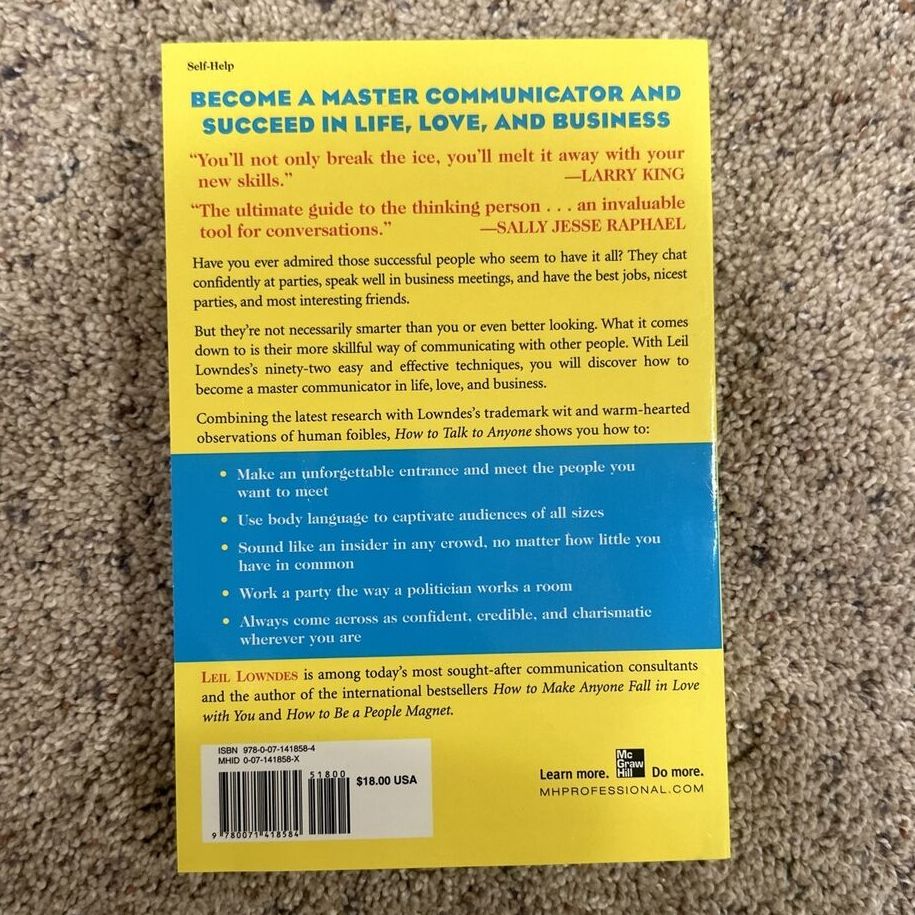 Self-Help
BECOME A MASTER COMMUNICATOR AND
SUCCEED IN LIFE, LOVE, AND BUSINESS
“You’ll not only break the ice, you’ll melt it away with your
new skills.” —LARRY KING
“The ultimate guide to the thinking person . . . an invaluable
tool for conversations.” —SALLY JESSE RAPHAEL
Have you ever admired those successful people who seem to have it all? They chat
confidently at parties, speak well in business meetings, and have the best jobs, nicest
parties, and most interesting friends.
But they’re not necessarily smarter than you or even better looking. What it comes
down to is their more skillful way of communicating with other people. With Leil
Lowndes’s ninety-two easy and effective techniques, you will discover how to
become a master communicator in life, love, and business.
Combining the latest research with Lowndes’s trademark wit and warm-hearted
observations of human foibles, How to Talk to Anyone shows you how to:
• Make an unforgettable entrance and meet the people you
want to meet
• Use body language to captivate audiences of all sizes
• Sound like an insider in any crowd, no matter how little you
have in common
• Work a party the way a politician works a room
• Always come across as confident, credible, and charismatic
wherever you are
LEIL LOWNDES is among today’s most sought-after communication consultants
and the author of the international bestsellers How to Make Anyone Fall in Love
with You and How to Be a People Magnet.
ISBN 978-0-07-141858-4
MHID 0-07-141858-X
51800
$18.00 USA
9 780071 418584
Learn more. Mc Graw Hill Do more.
MHPROFESSIONAL.COM